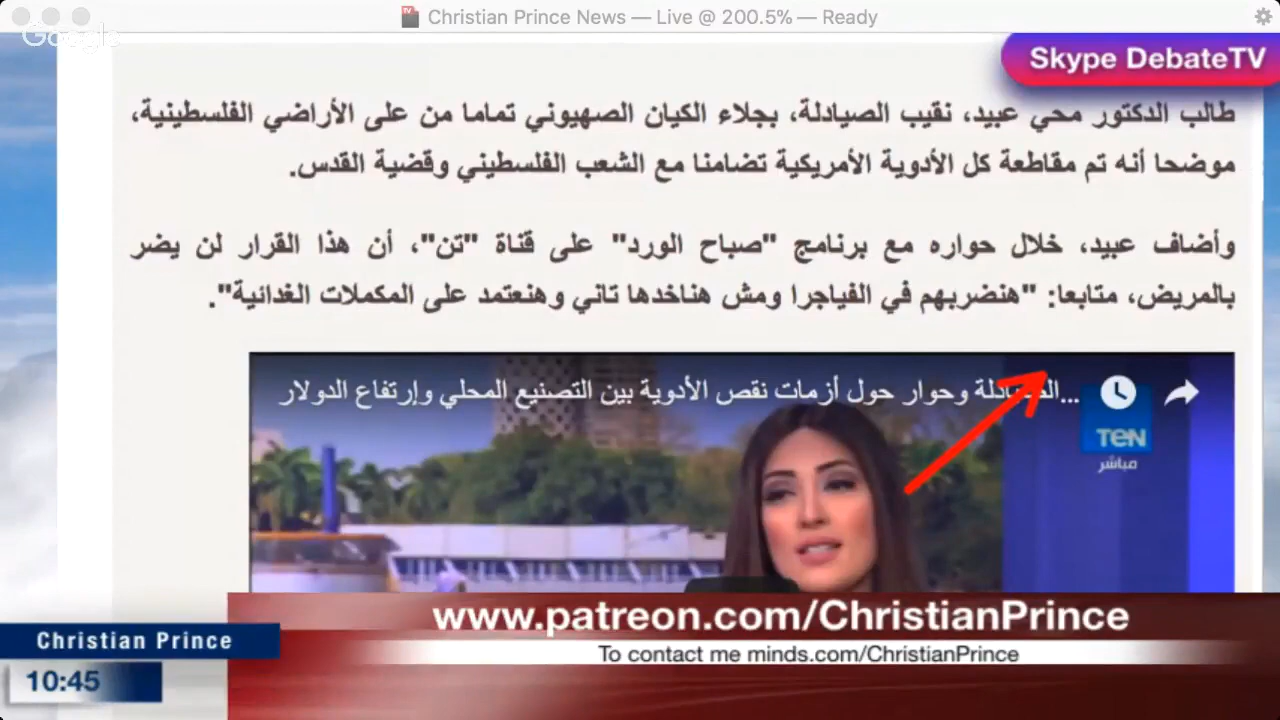 Christian Prince News — Live @ 200.5% — Ready
Google
Skype DebateTV
طالب الدكتور محي عبيد، نقيب الصيادلة، بجلاء الكيان الصهيوني تماما من على الأراضي الفلسطينية،
موضحا أنه تم مقاطعة كل الأدوية الأمريكية تضامنا مع الشعب الفلسطيني وقضية القدس.
وأضاف عبيد، خلال حواره مع برنامج "صباح الورد" على قناة "تن"، أن هذا القرار لن يضر
بالمريض، متابعا: "هنضربهم في الفياجرا ومش هناخدها تاني وهنعتمد على المكملات الغدائية".
...الصيادلة وحوار حول أزمات نقص الأدوية بين التصنيع المحلي وإرتفاع الدولار
TeN
مباشر
www.patreon.com/ChristianPrince
Christian Prince
To contact me minds.com/ChristianPrince
10:45